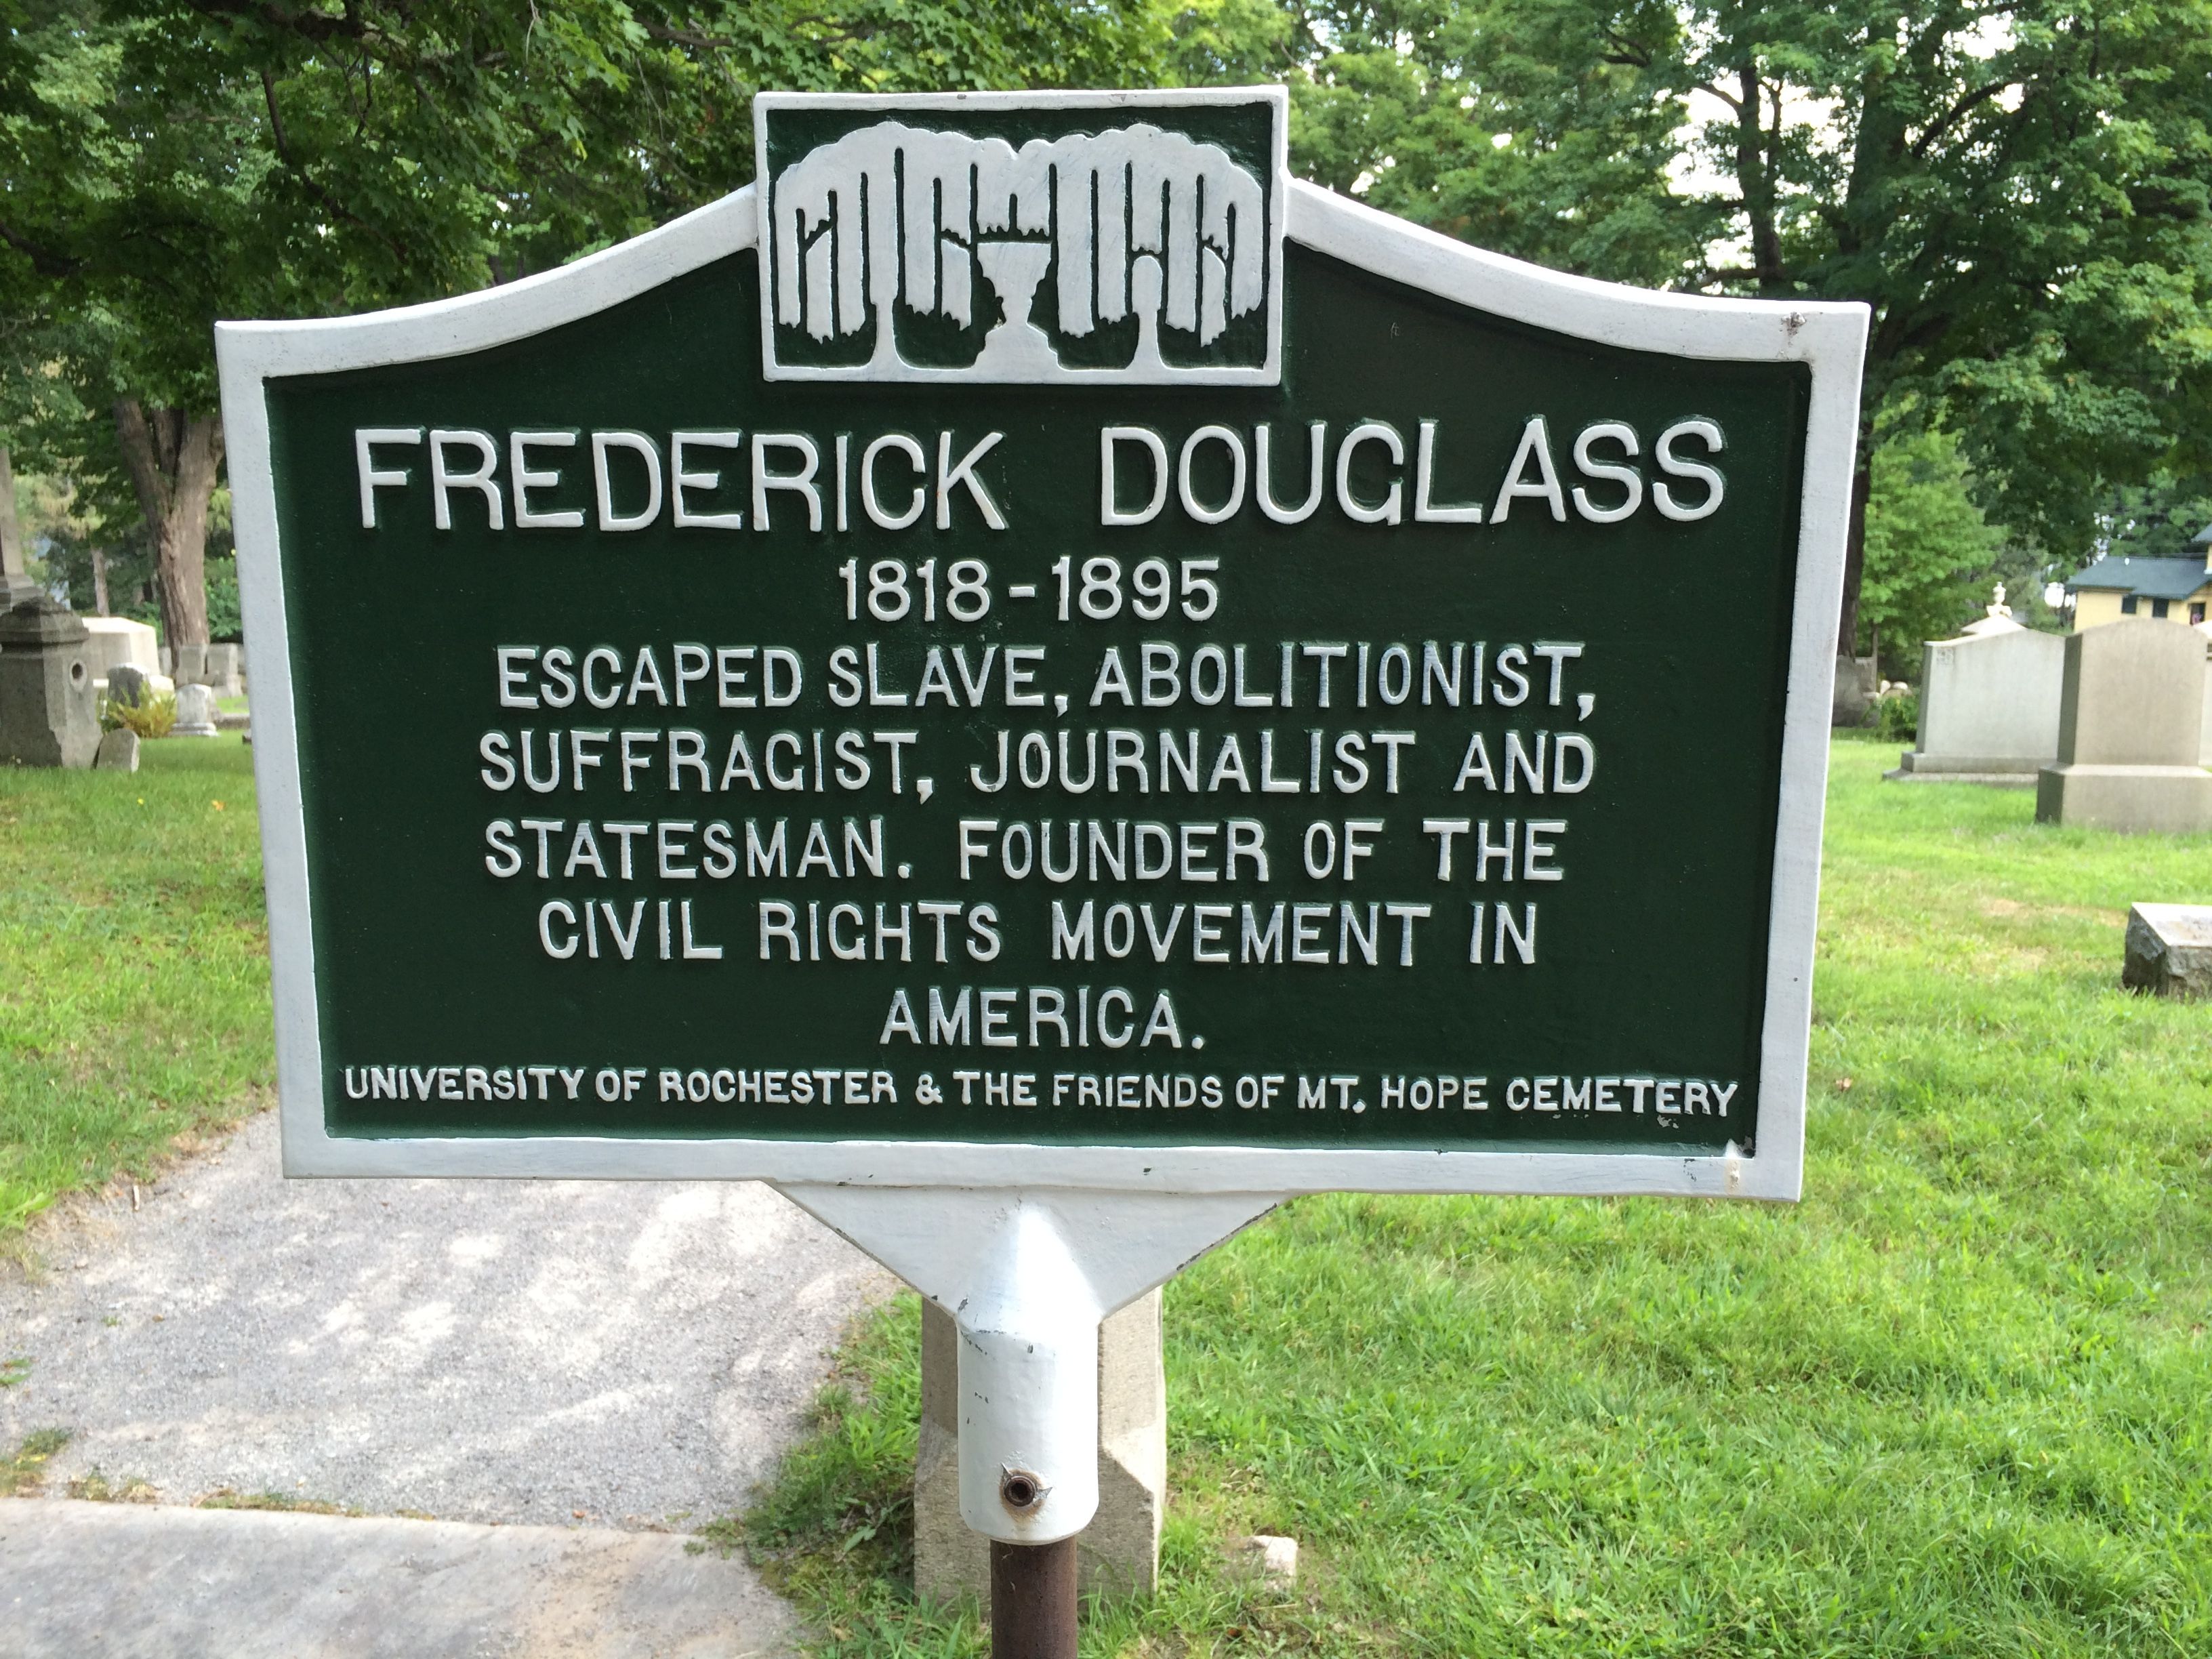 FREDERICK DOUGLASS
1818-1895
ESCAPED SLAVE, ABOLITIONIST,
SUFFRAGIST, JOURNALIST AND
STATESMAN. FOUNDER OF THE
CIVIL RIGHTS MOVEMENT IN
AMERICA.
UNIVERSITY OF ROCHESTER & THE FRIENDS OF MT. HOPE CEMETERY